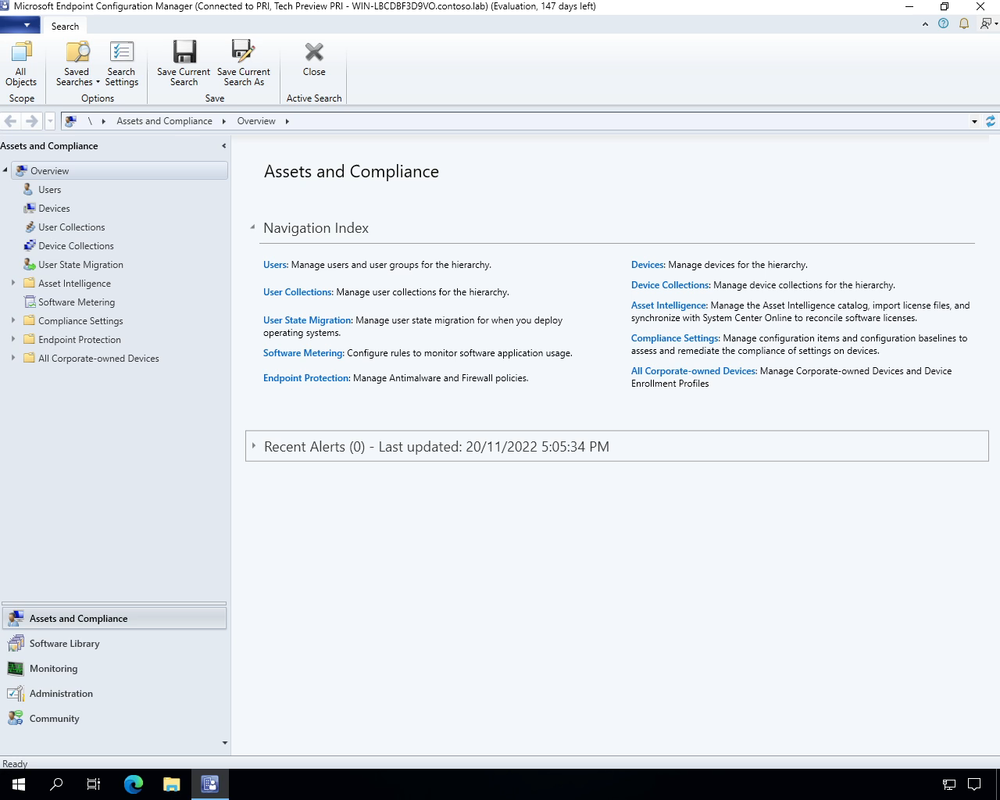 Microsoft Endpoint Configuration Manager (Connected to PRI, Tech Preview PRI - WIN-LBCDBF3D9VO.contoso.lab) (Evaluation, 147 days left)
Search
All Objects
Saved Searches
Search Settings
Save Current Search
Save Current Search As
Close
Scope
Options
Save
Active Search
\ Assets and Compliance Overview
Assets and Compliance
Overview
Users
Devices
User Collections
Device Collections
User State Migration
Asset Intelligence
Software Metering
Compliance Settings
Endpoint Protection
All Corporate-owned Devices
Assets and Compliance
Software Library
Monitoring
Administration
Community
Assets and Compliance
Navigation Index
Users: Manage users and user groups for the hierarchy.
User Collections: Manage user collections for the hierarchy.
User State Migration: Manage user state migration for when you deploy
operating systems.
Software Metering: Configure rules to monitor software application usage.
Endpoint Protection: Manage Antimalware and Firewall policies.
Devices: Manage devices for the hierarchy.
Device Collections: Manage device collections for the hierarchy.
Asset Intelligence: Manage the Asset Intelligence catalog, import license files, and
synchronize with System Center Online to reconcile software licenses.
Compliance Settings: Manage configuration items and configuration baselines to
assess and remediate the compliance of settings on devices.
All Corporate-owned Devices: Manage Corporate-owned Devices and Device
Enrollment Profiles
Recent Alerts (0) - Last updated: 20/11/2022 5:05:34 PM
Ready